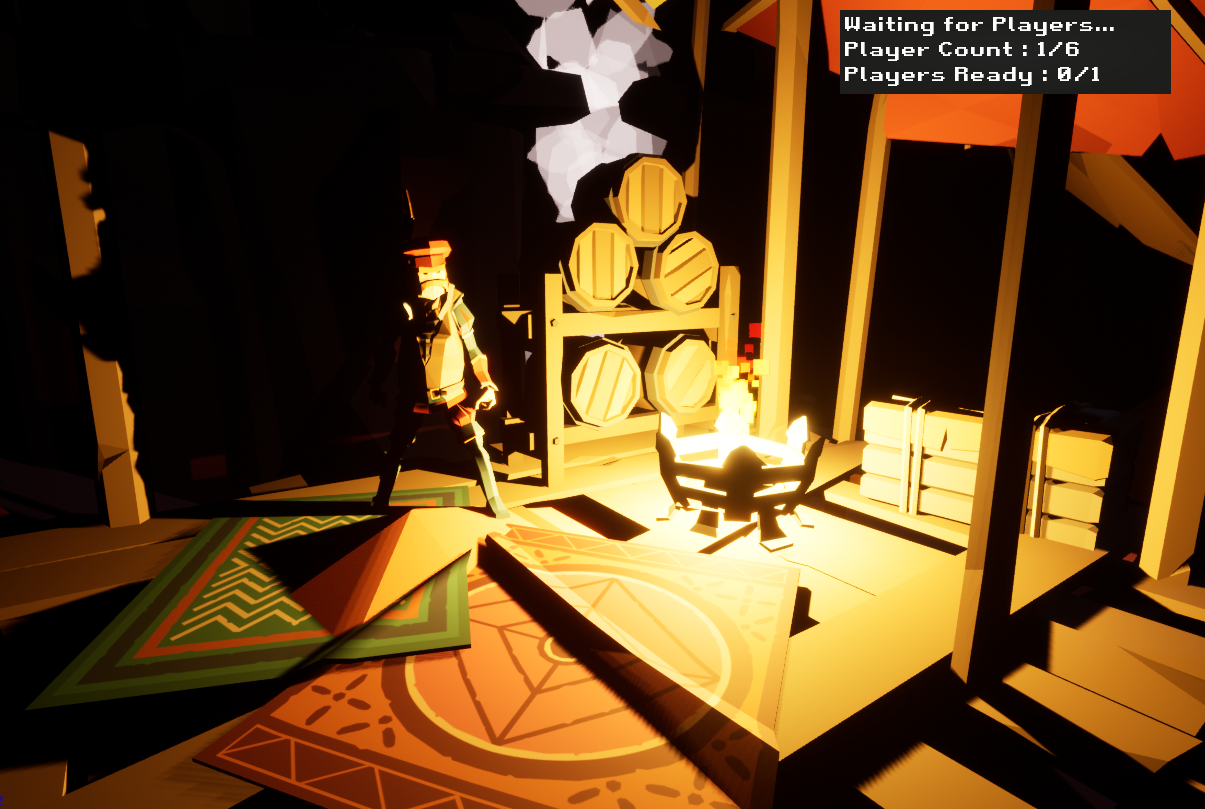 Waiting for Players...
Player Count : 1/6
Players Ready : 0/1